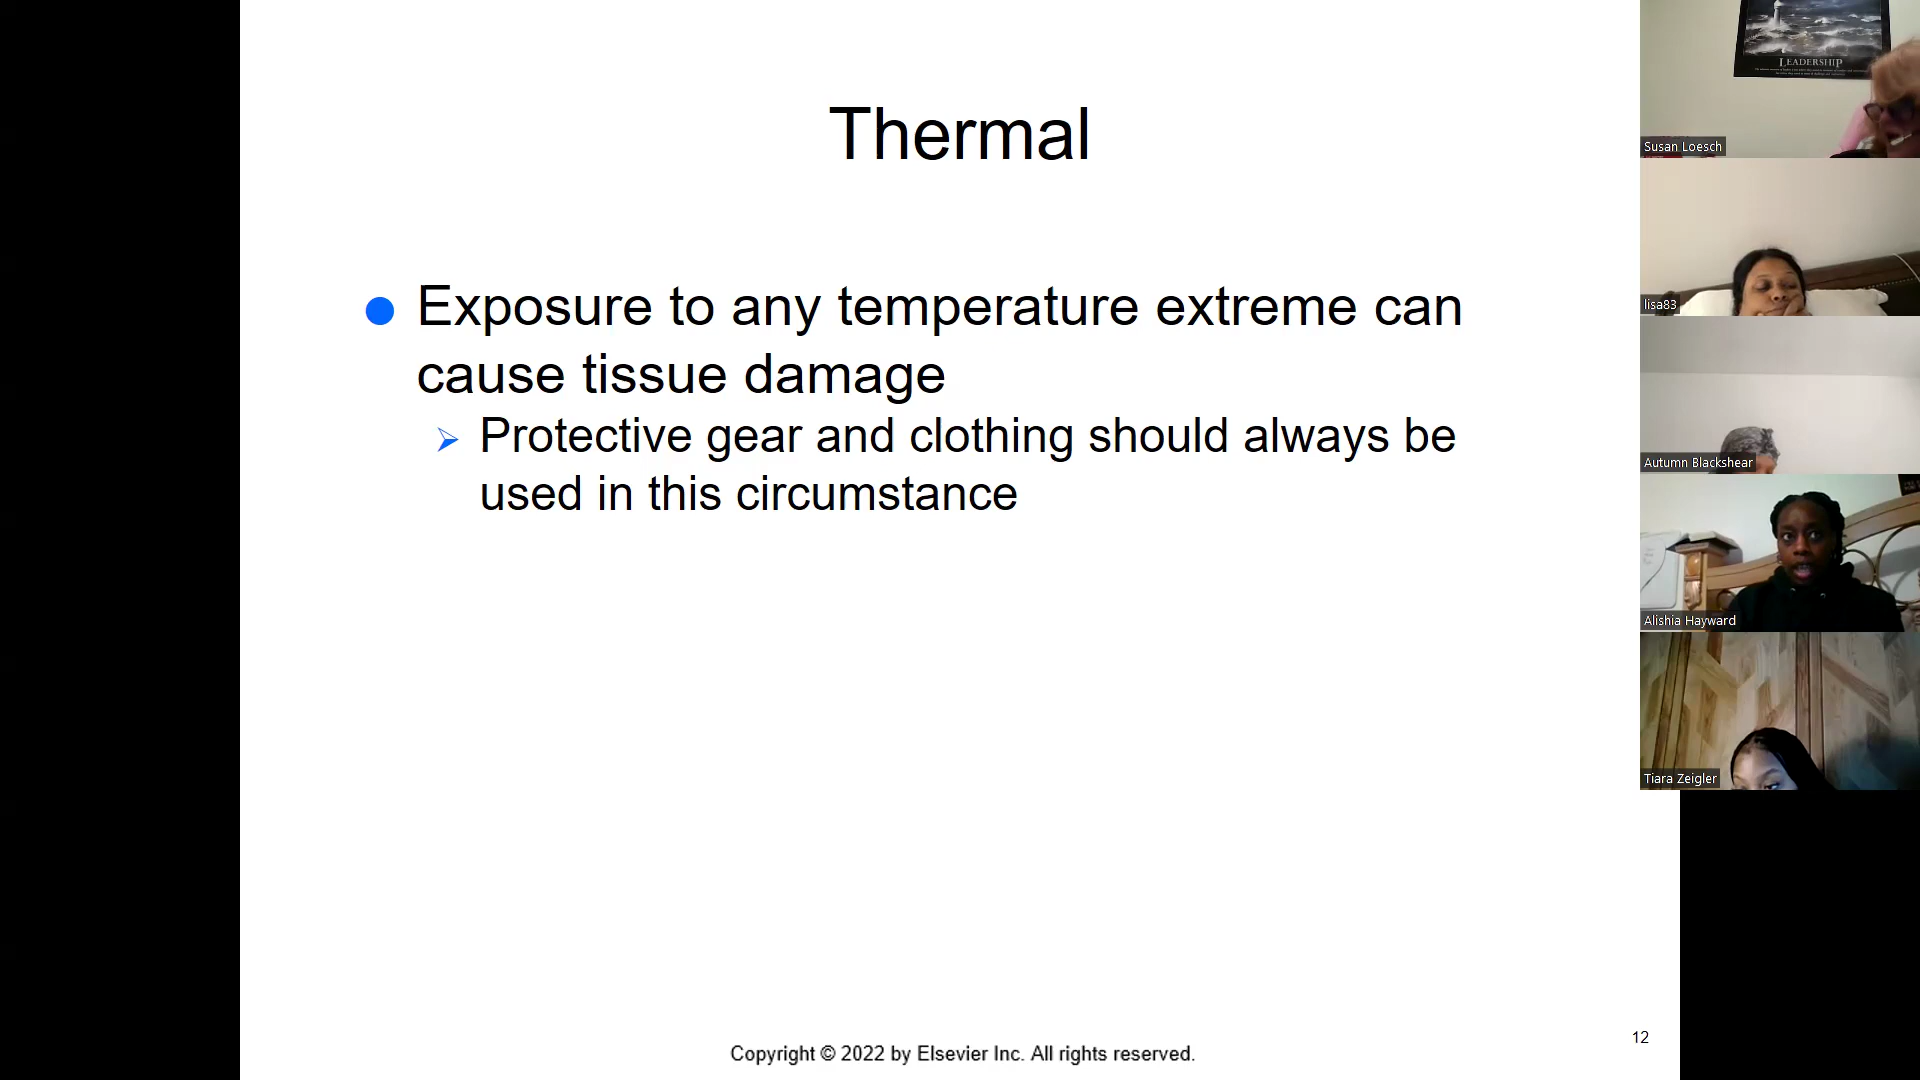 Thermal
Exposure to any temperature extreme can
cause tissue damage
Protective gear and clothing should always be
used in this circumstance
12
Copyright © 2022 by Elsevier Inc. All rights reserved.
LEADERSHIP
Susan Loesch
lisa83
Autumn Blackshear
Alishia Hayward
Tiara Zeigler